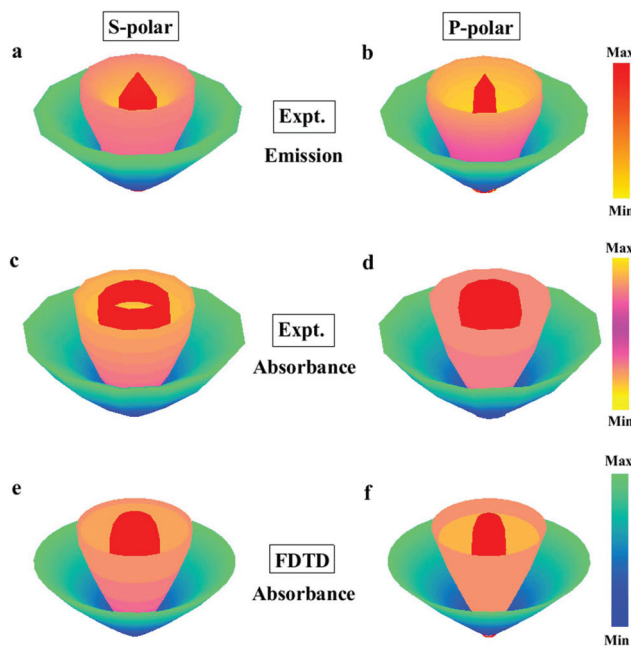 S-polar
P-polar
a
b
Max
Expt.
Emission
Min
c
d
Max
Expt.
Absorbance
Min
e
f
Max
FDTD
Absorbance
Min